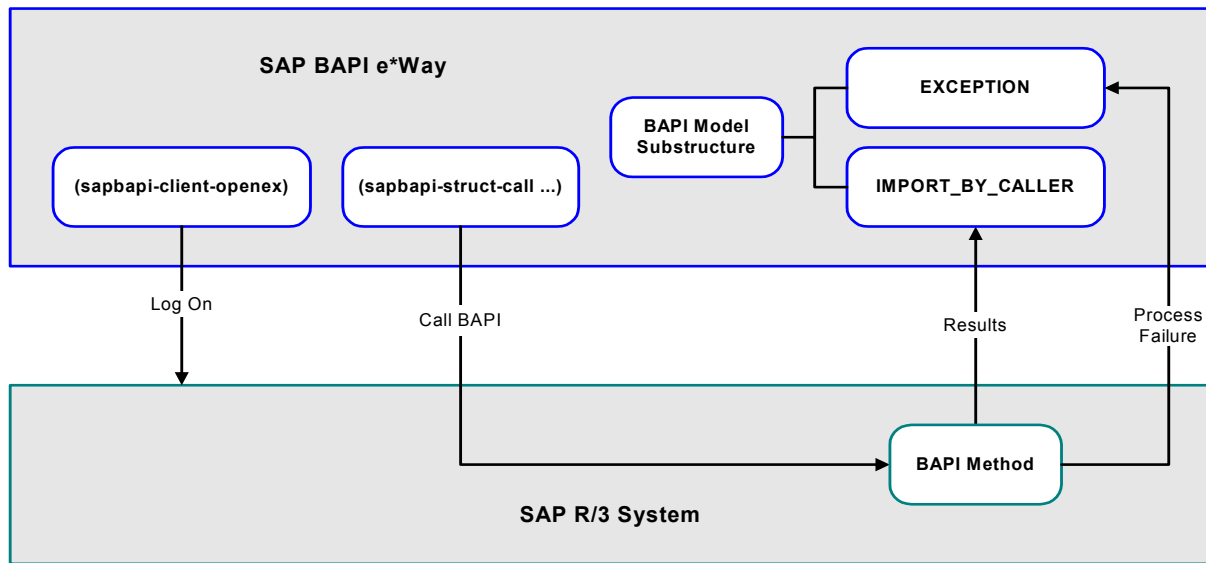 SAP BAPI e*Way
EXCEPTION
BAPI Model
Substructure
(sapbapi-client-openex)
(sapbapi-struct-call ...)
IMPORT_BY_CALLER
Log On
Call BAPI
Results
Process
Failure
BAPI Method
SAP R/3 System